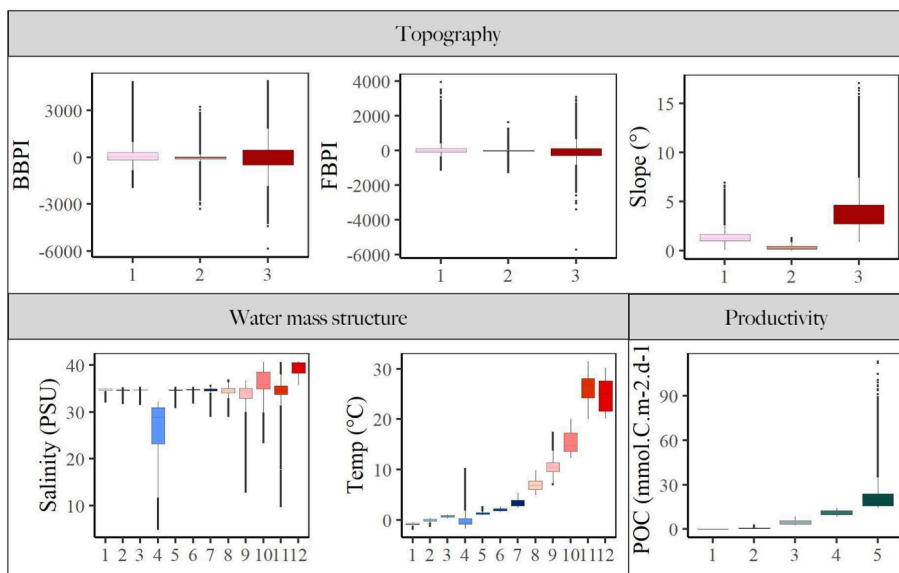 Topography
BBPI
3000
0
-3000
-6000
1 2 3
FBPI
4000
2000
0
-2000
-4000
-6000
1 2 3
Slope (°)
15
10
5
0
1 2 3
Water mass structure
Productivity
Salinity (PSU)
40
30
20
10
1 2 3 4 5 6 7 8 9 10 11 12
Temp (°C)
30
20
10
0
1 2 3 4 5 6 7 8 9 10 11 12
POC (mmol.C.m-2.d-1
90
60
30
0
1 2 3 4 5